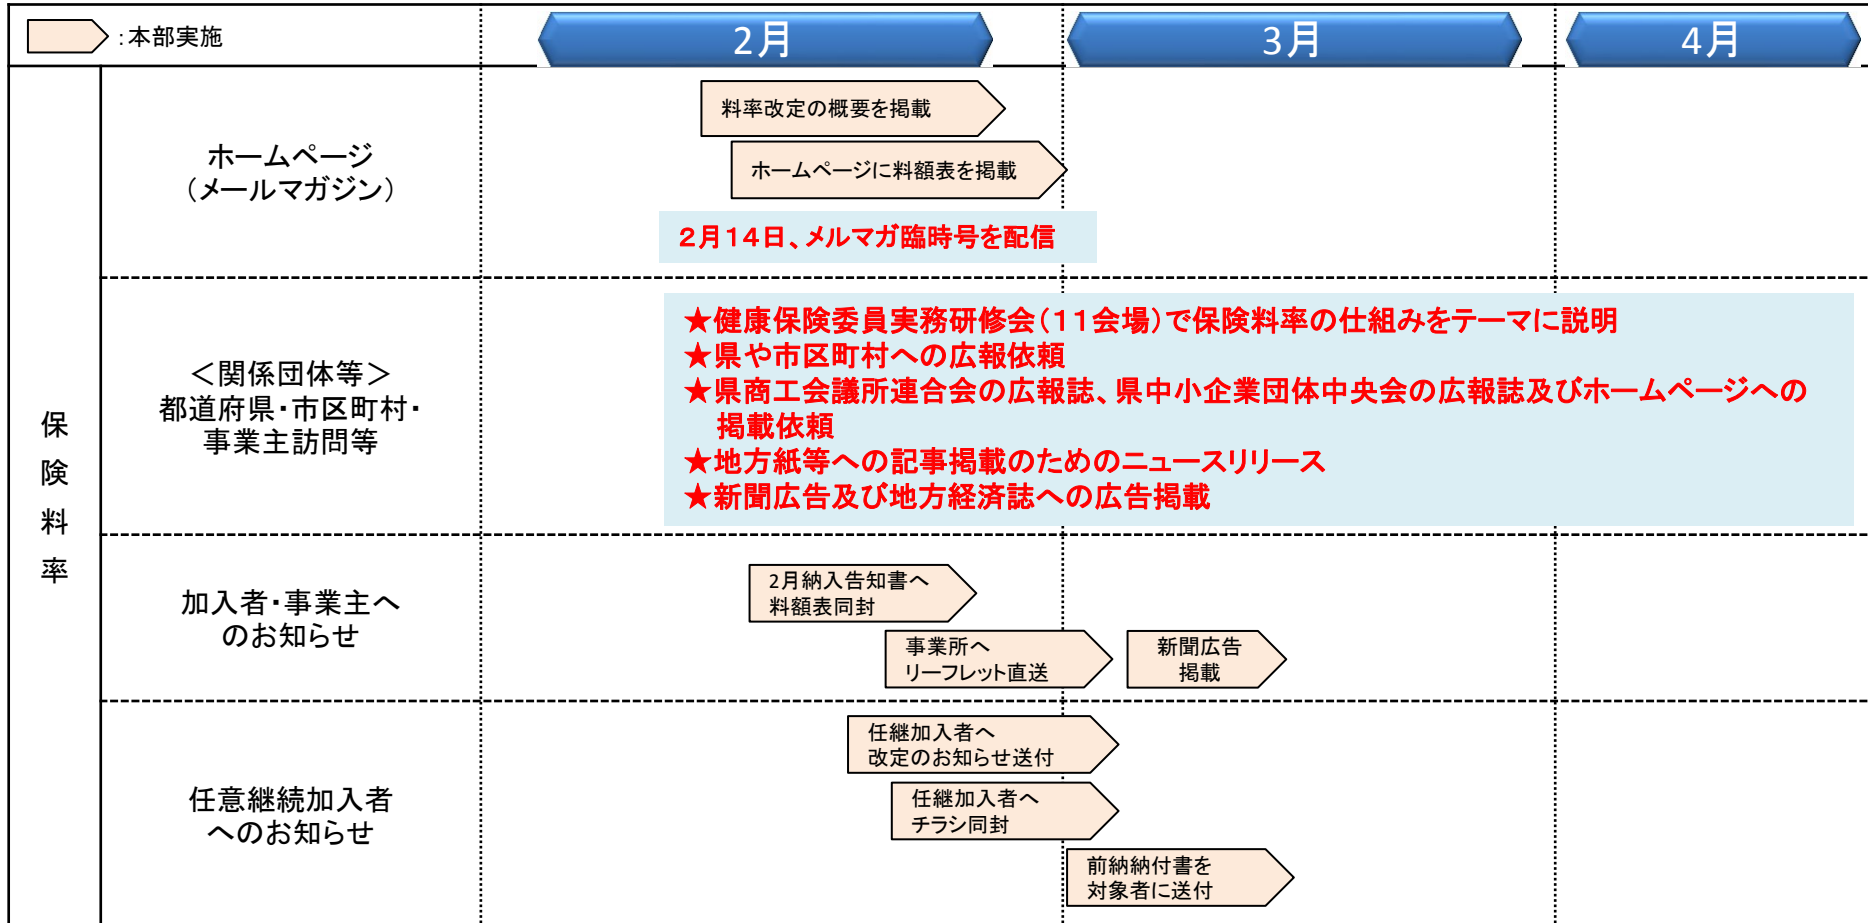 ：本部実施
2月
3月
4月
保険料率
ホームページ
（メールマガジン）
料率改定の概要を掲載
ホームページに料額表を掲載
２月１４日、メルマガ臨時号を配信
＜関係団体等＞
都道府県・市区町村・
事業主訪問等
★健康保険委員実務研修会（１１会場）で保険料率の仕組みをテーマに説明
★県や市区町村への広報依頼
★県商工会議所連合会の広報誌、県中小企業団体中央会の広報誌及びホームページへの
掲載依頼
★地方紙等への記事掲載のためのニュースリリース
★新聞広告及び地方経済誌への広告掲載
加入者・事業主へ
のお知らせ
2月納入告知書へ
料額表同封
事業所へ
リーフレット直送
新聞広告
掲載
任意継続加入者
へのお知らせ
任継加入者へ
改定のお知らせ送付
任継加入者へ
チラシ同封
前納納付書を
対象者に送付